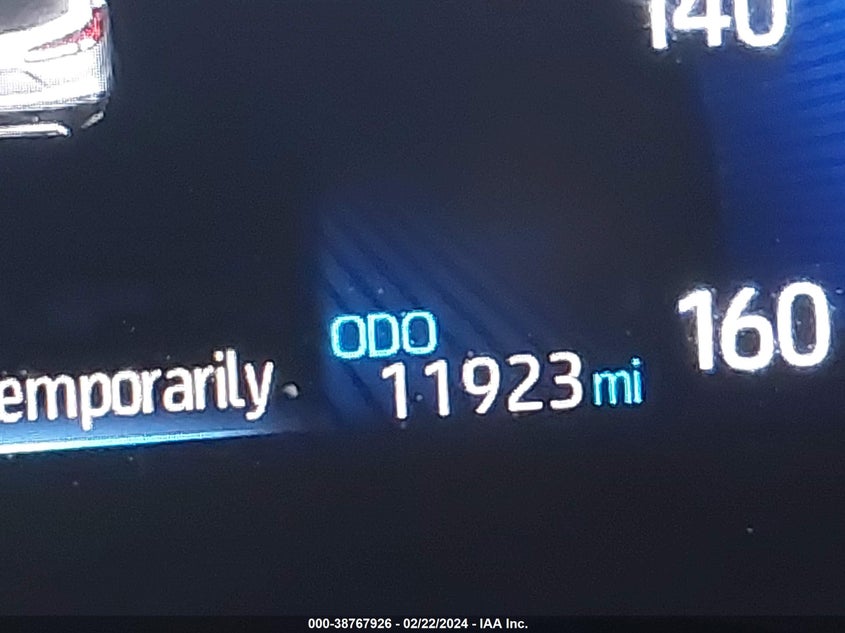 140
160
ODO
11923 mi
emporarily
000-38767926 - 02/22/2024 - IAA Inc.